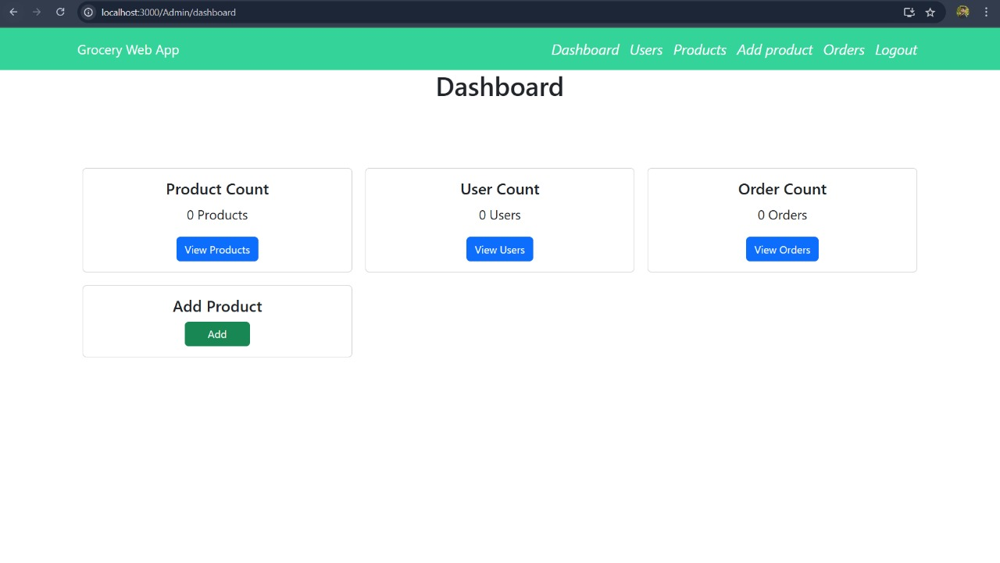 localhost:3000/Admin/dashboard
Grocery Web App
Dashboard Users Products Add product Orders Logout
Dashboard
Product Count
0 Products
View Products
User Count
0 Users
View Users
Order Count
0 Orders
View Orders
Add Product
Add